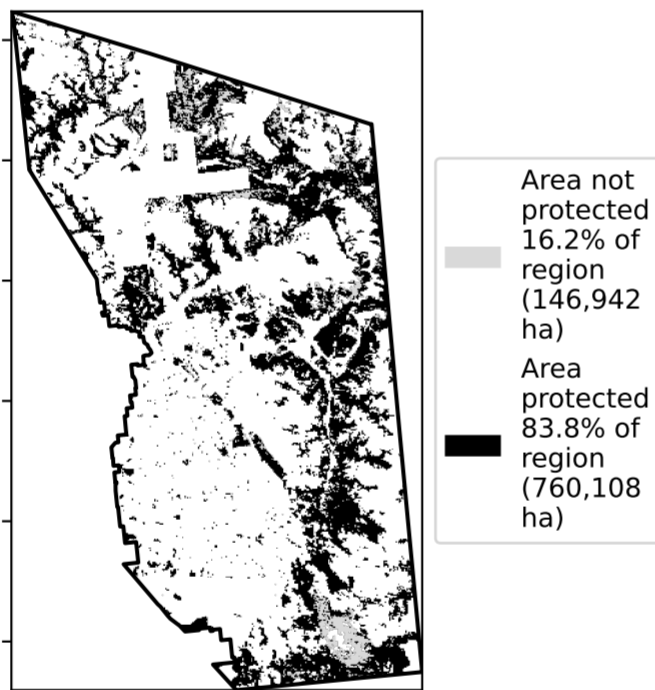 Area not
protected
16.2% of
region
(146,942
ha)
Area
protected
83.8% of
region
(760,108
ha)